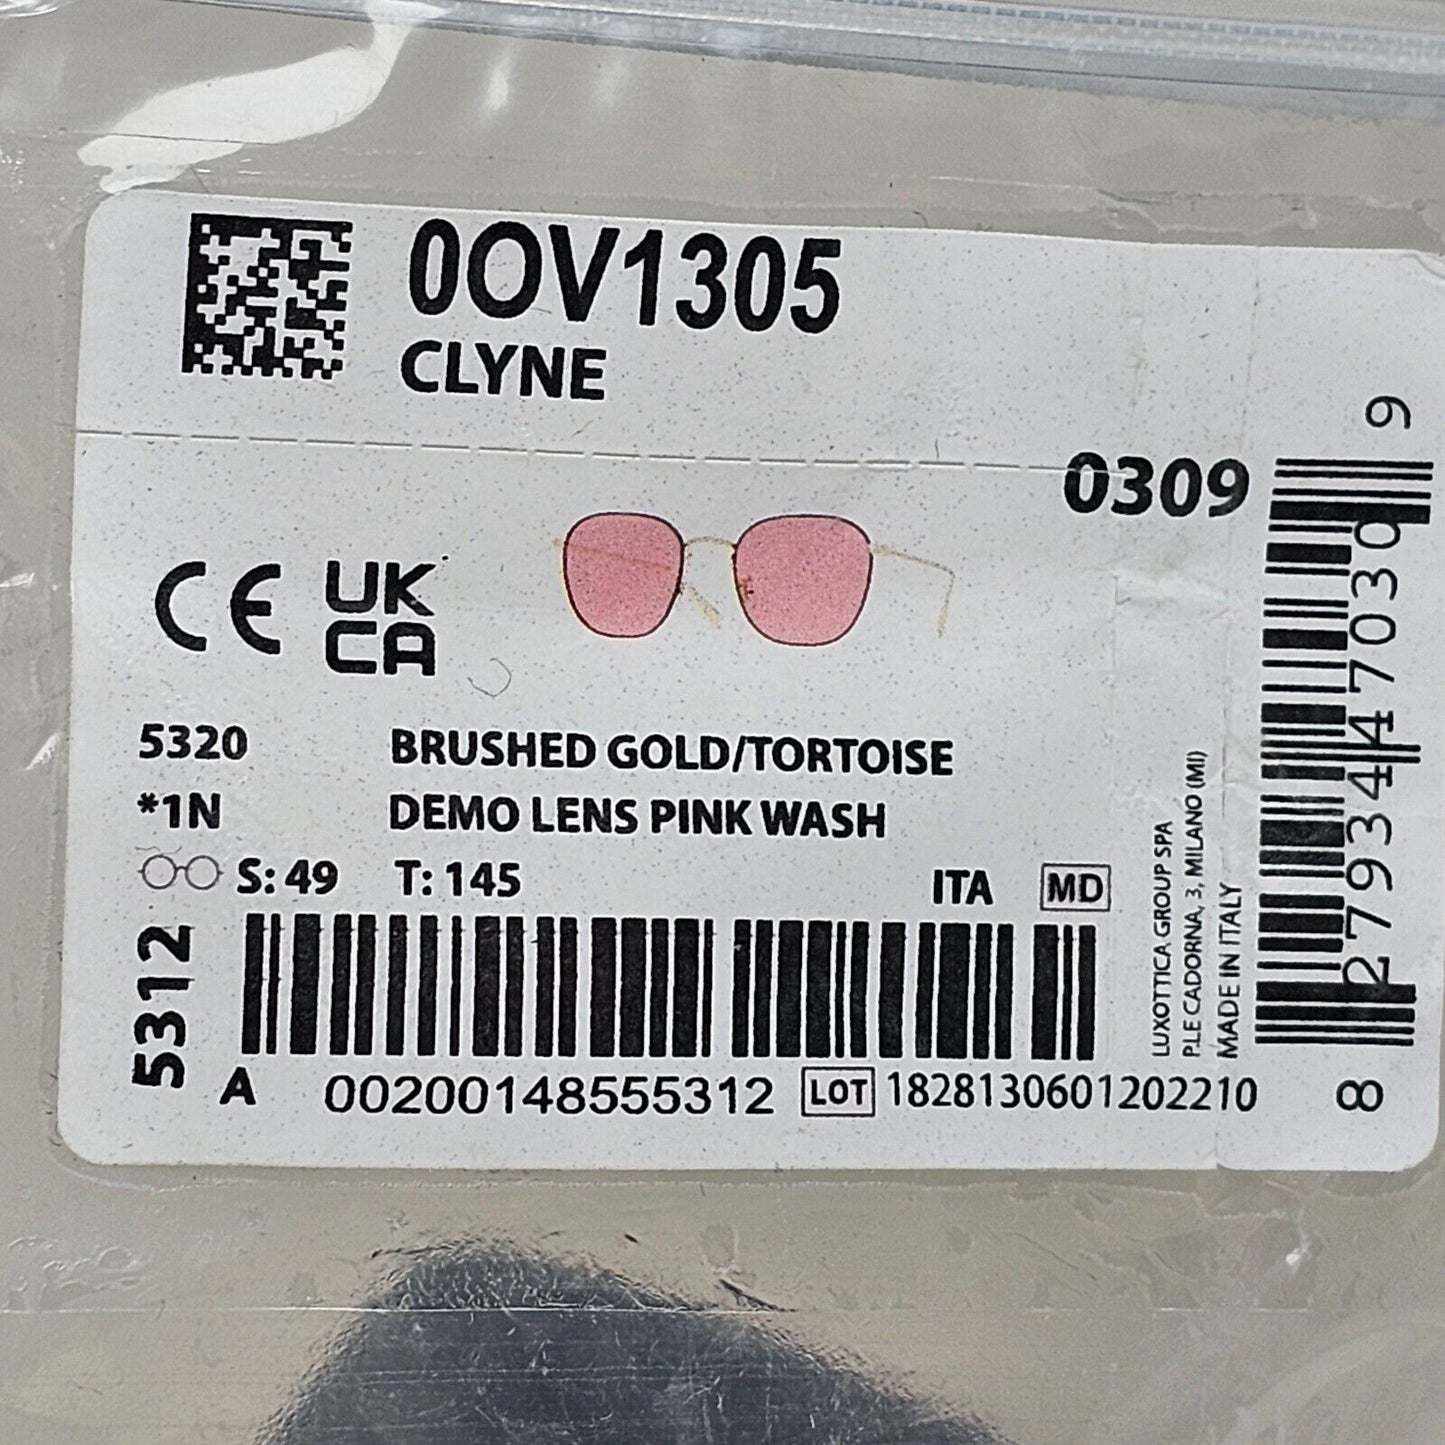 0OV1305
CLYNE
0309
CE UK
CA
5320 BRUSHED GOLD/TORTOISE
*1N DEMO LENS PINK WASH
S: 49 T: 145 ITA MD
5312
A 00200148555312 LOT 1828130601202210
LUXOTTICA GROUP SPA
P.LE CADORNA, 3, MILANO (MI)
MADE IN ITALY
8 279344 47030 9